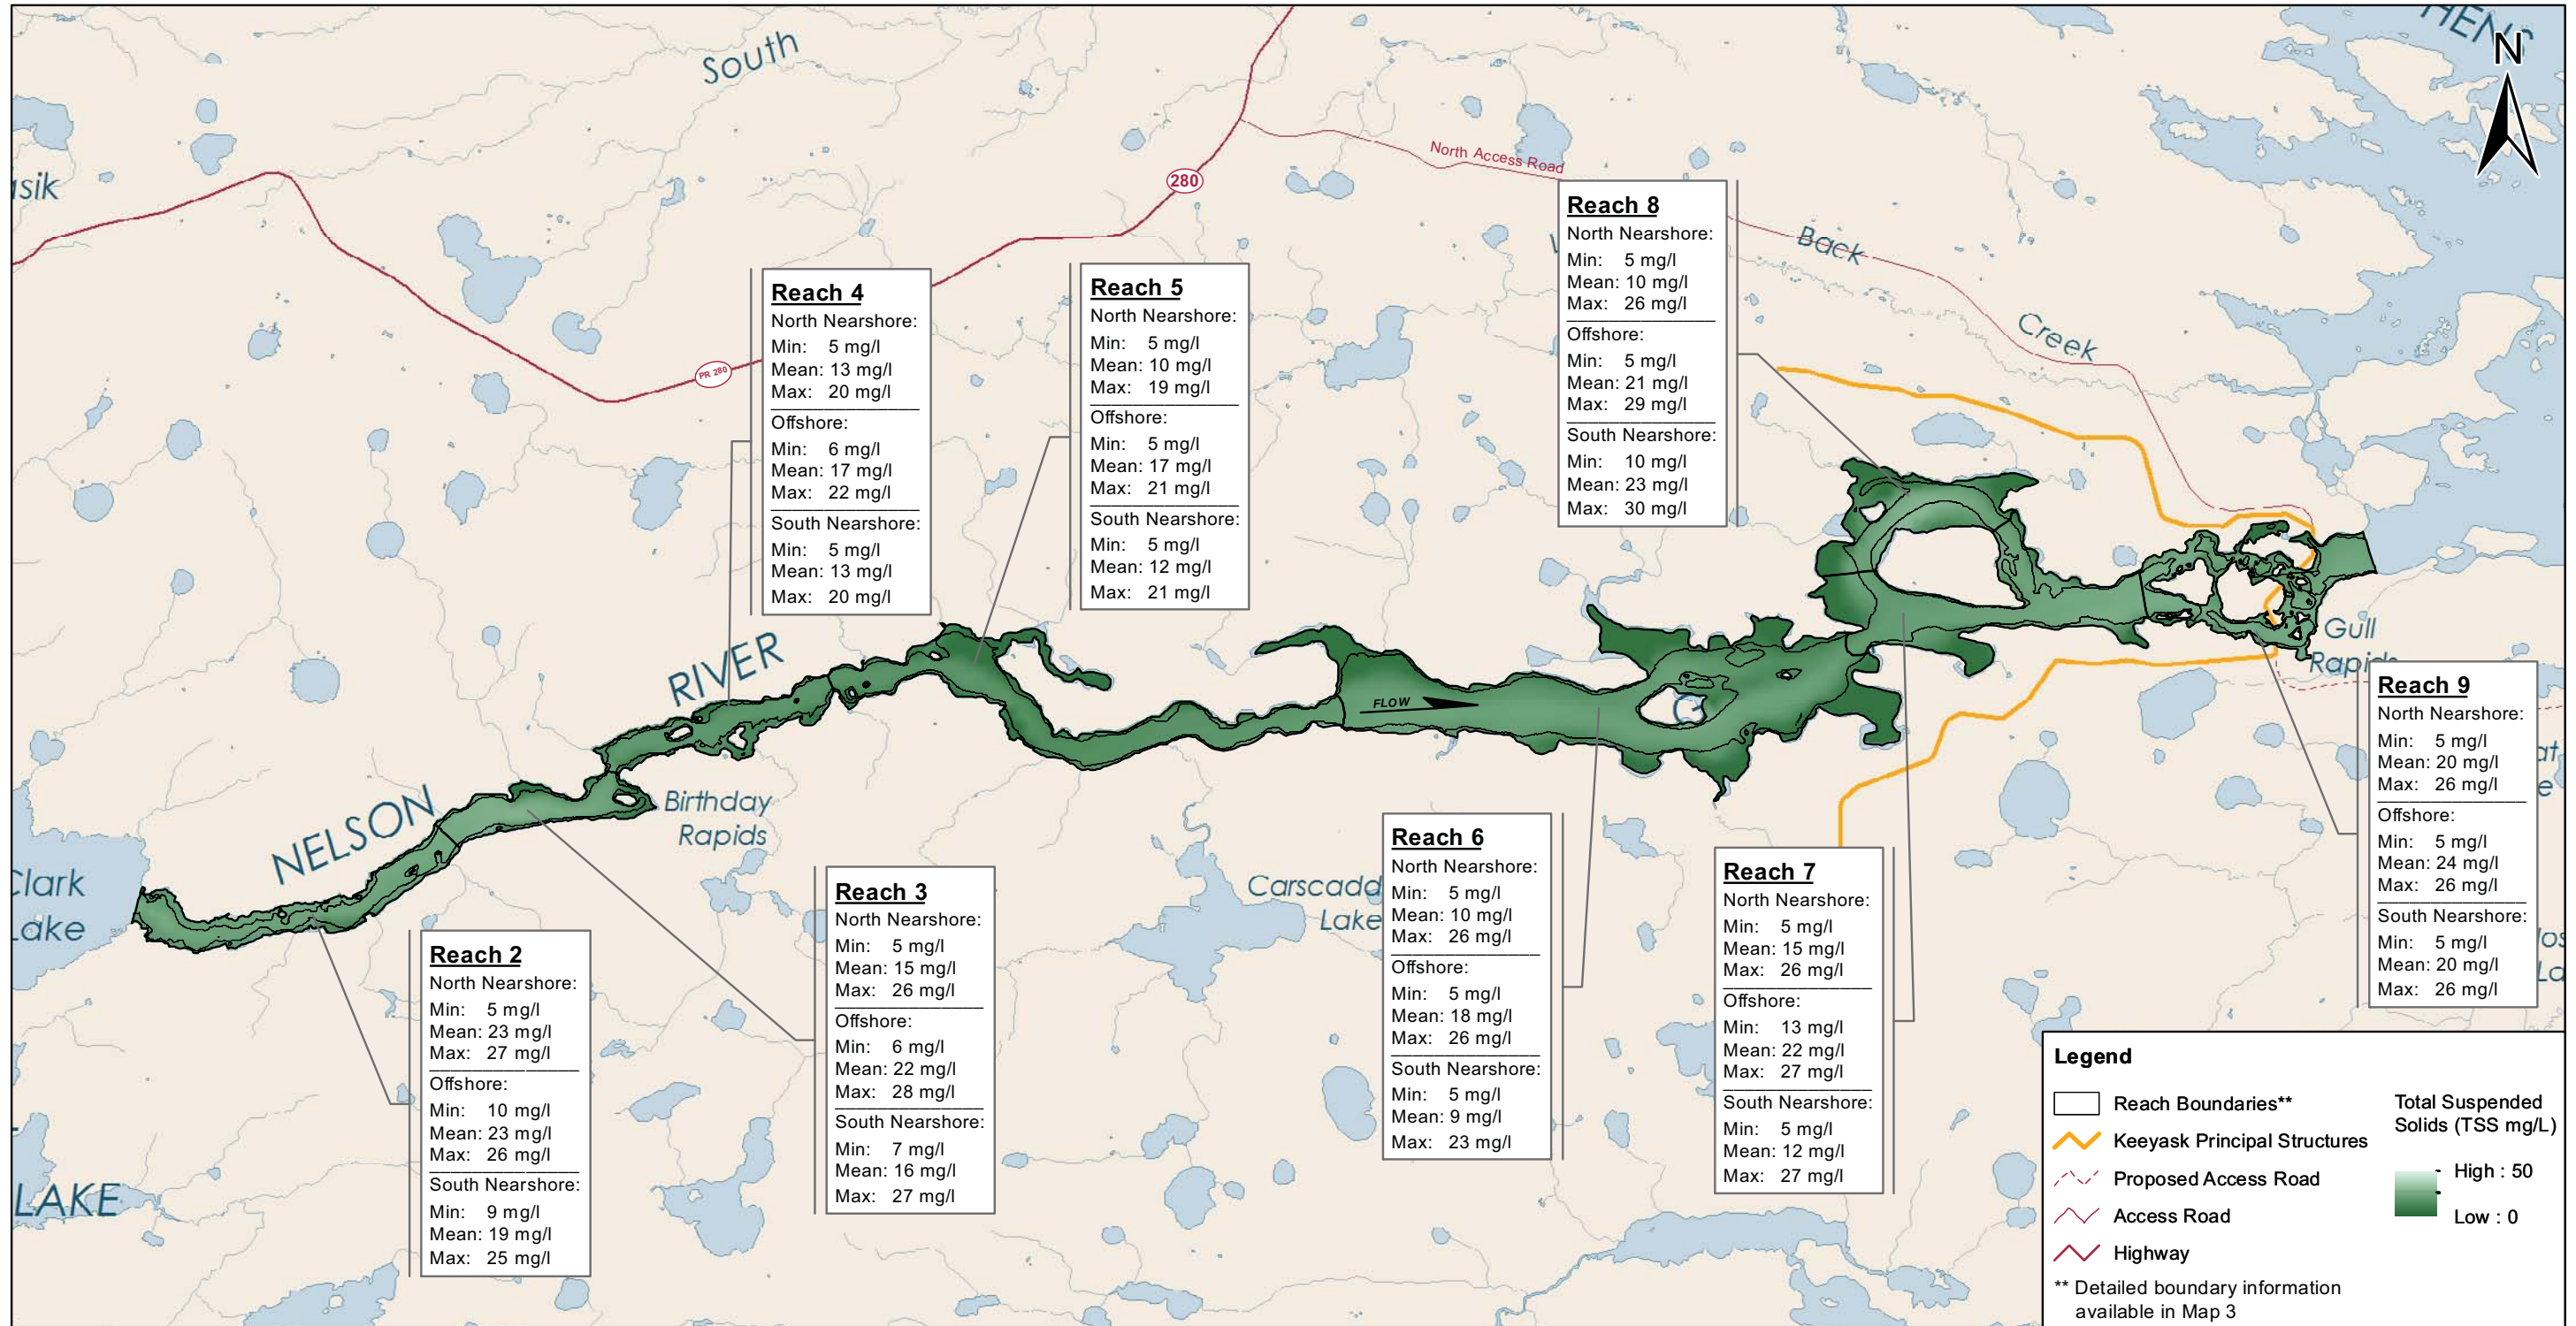 HENS
N
South
280
North Access Road
asik
Back
Creek
PR 280
Reach 8
North Nearshore:
Min: 5 mg/l
Mean: 10 mg/l
Max: 26 mg/l
Offshore:
Min: 5 mg/l
Mean: 21 mg/l
Max: 29 mg/l
South Nearshore:
Min: 10 mg/l
Mean: 23 mg/l
Max: 30 mg/l
Reach 4
North Nearshore:
Min: 5 mg/l
Mean: 13 mg/l
Max: 20 mg/l
Offshore:
Min: 6 mg/l
Mean: 17 mg/l
Max: 22 mg/l
South Nearshore:
Min: 5 mg/l
Mean: 13 mg/l
Max: 20 mg/l
Reach 5
North Nearshore:
Min: 5 mg/l
Mean: 10 mg/l
Max: 19 mg/l
Offshore:
Min: 5 mg/l
Mean: 17 mg/l
Max: 21 mg/l
South Nearshore:
Min: 5 mg/l
Mean: 12 mg/l
Max: 21 mg/l
NELSON
RIVER
Birthday
Rapids
FLOW
Gull
Rapids
Clark
Lake
Carscadd
Lake
LAKE
Reach 9
North Nearshore:
Min: 5 mg/l
Mean: 20 mg/l
Max: 26 mg/l
Offshore:
Min: 5 mg/l
Mean: 24 mg/l
Max: 26 mg/l
South Nearshore:
Min: 5 mg/l
Mean: 20 mg/l
Max: 26 mg/l
Reach 6
North Nearshore:
Min: 5 mg/l
Mean: 10 mg/l
Max: 26 mg/l
Offshore:
Min: 5 mg/l
Mean: 18 mg/l
Max: 26 mg/l
South Nearshore:
Min: 5 mg/l
Mean: 9 mg/l
Max: 23 mg/l
Reach 7
North Nearshore:
Min: 5 mg/l
Mean: 15 mg/l
Max: 26 mg/l
Offshore:
Min: 13 mg/l
Mean: 22 mg/l
Max: 27 mg/l
South Nearshore:
Min: 5 mg/l
Mean: 12 mg/l
Max: 27 mg/l
Reach 3
North Nearshore:
Min: 5 mg/l
Mean: 15 mg/l
Max: 26 mg/l
Offshore:
Min: 6 mg/l
Mean: 22 mg/l
Max: 28 mg/l
South Nearshore:
Min: 7 mg/l
Mean: 16 mg/l
Max: 27 mg/l
Reach 2
North Nearshore:
Min: 5 mg/l
Mean: 23 mg/l
Max: 27 mg/l
Offshore:
Min: 10 mg/l
Mean: 23 mg/l
Max: 26 mg/l
South Nearshore:
Min: 9 mg/l
Mean: 19 mg/l
Max: 25 mg/l
Legend
Reach Boundaries**
Keeyask Principal Structures
Proposed Access Road
Access Road
Highway
** Detailed boundary information
available in Map 3
Total Suspended
Solids (TSS mg/L)
High : 50
Low : 0